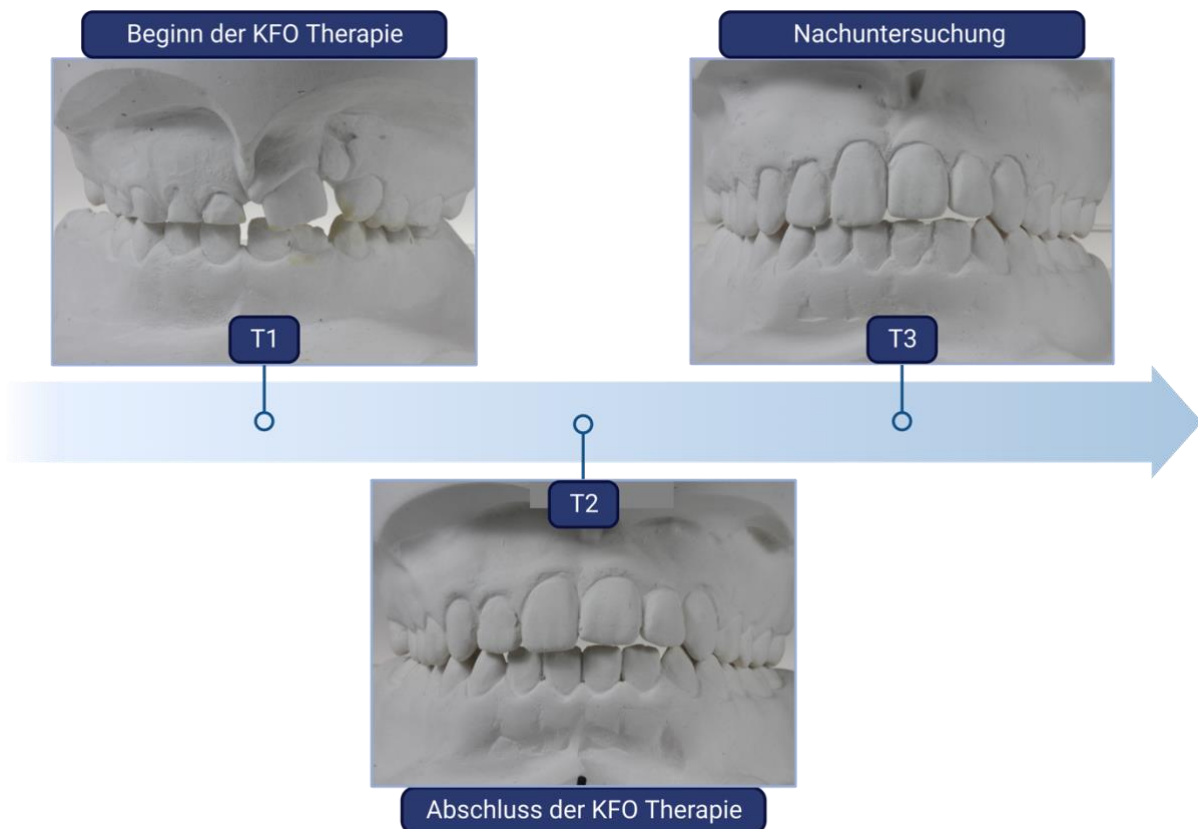 Beginn der KFO Therapie
Nachuntersuchung
T1
T3
T2
Abschluss der KFO Therapie